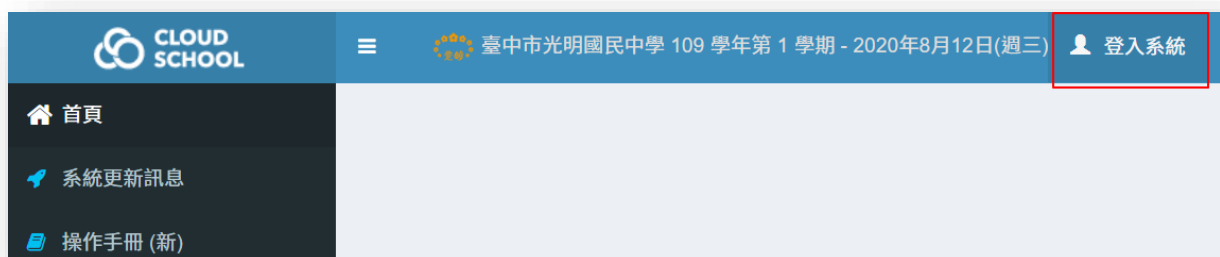 CLOUD
SCHOOL
臺中市光明國民中學 109 學年第 1 學期 - 2020年8月12日(週三)
登入系統
首頁
系統更新訊息
操作手冊 (新)